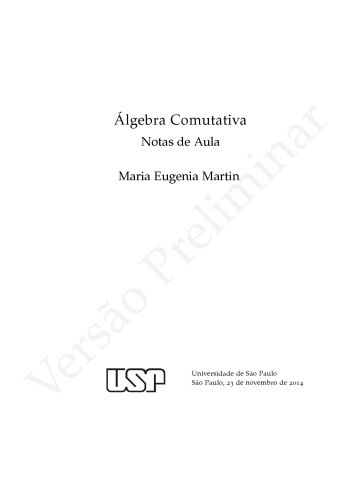 Álgebra Comutativa
Notas de Aula
Maria Eugenia Martin
Versão Preliminar
USP
Universidade de São Paulo
São Paulo, 23 de novembro de 2014